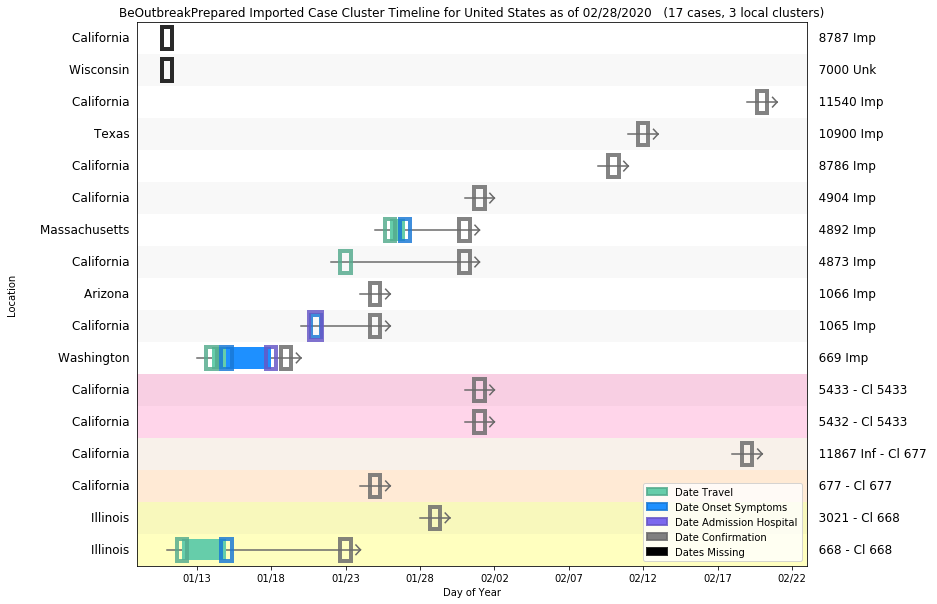 BeOutbreakPrepared Imported Case Cluster Timeline for United States as of 02/28/2020   (17 cases, 3 local clusters)
California 8787 Imp
Wisconsin 7000 Unk
California 11540 Imp
Texas 10900 Imp
California 8786 Imp
California 4904 Imp
Massachusetts 4892 Imp
California 4873 Imp
Arizona 1066 Imp
California 1065 Imp
Washington 669 Imp
California 5433 - Cl 5433
California 5432 - Cl 5433
California 11867 Inf - Cl 677
California 677 - Cl 677
Illinois 3021 - Cl 668
Illinois 668 - Cl 668
Location
Date Travel
Date Onset Symptoms
Date Admission Hospital
Date Confirmation
Dates Missing
01/13 01/18 01/23 01/28 02/02 02/07 02/12 02/17 02/22
Day of Year